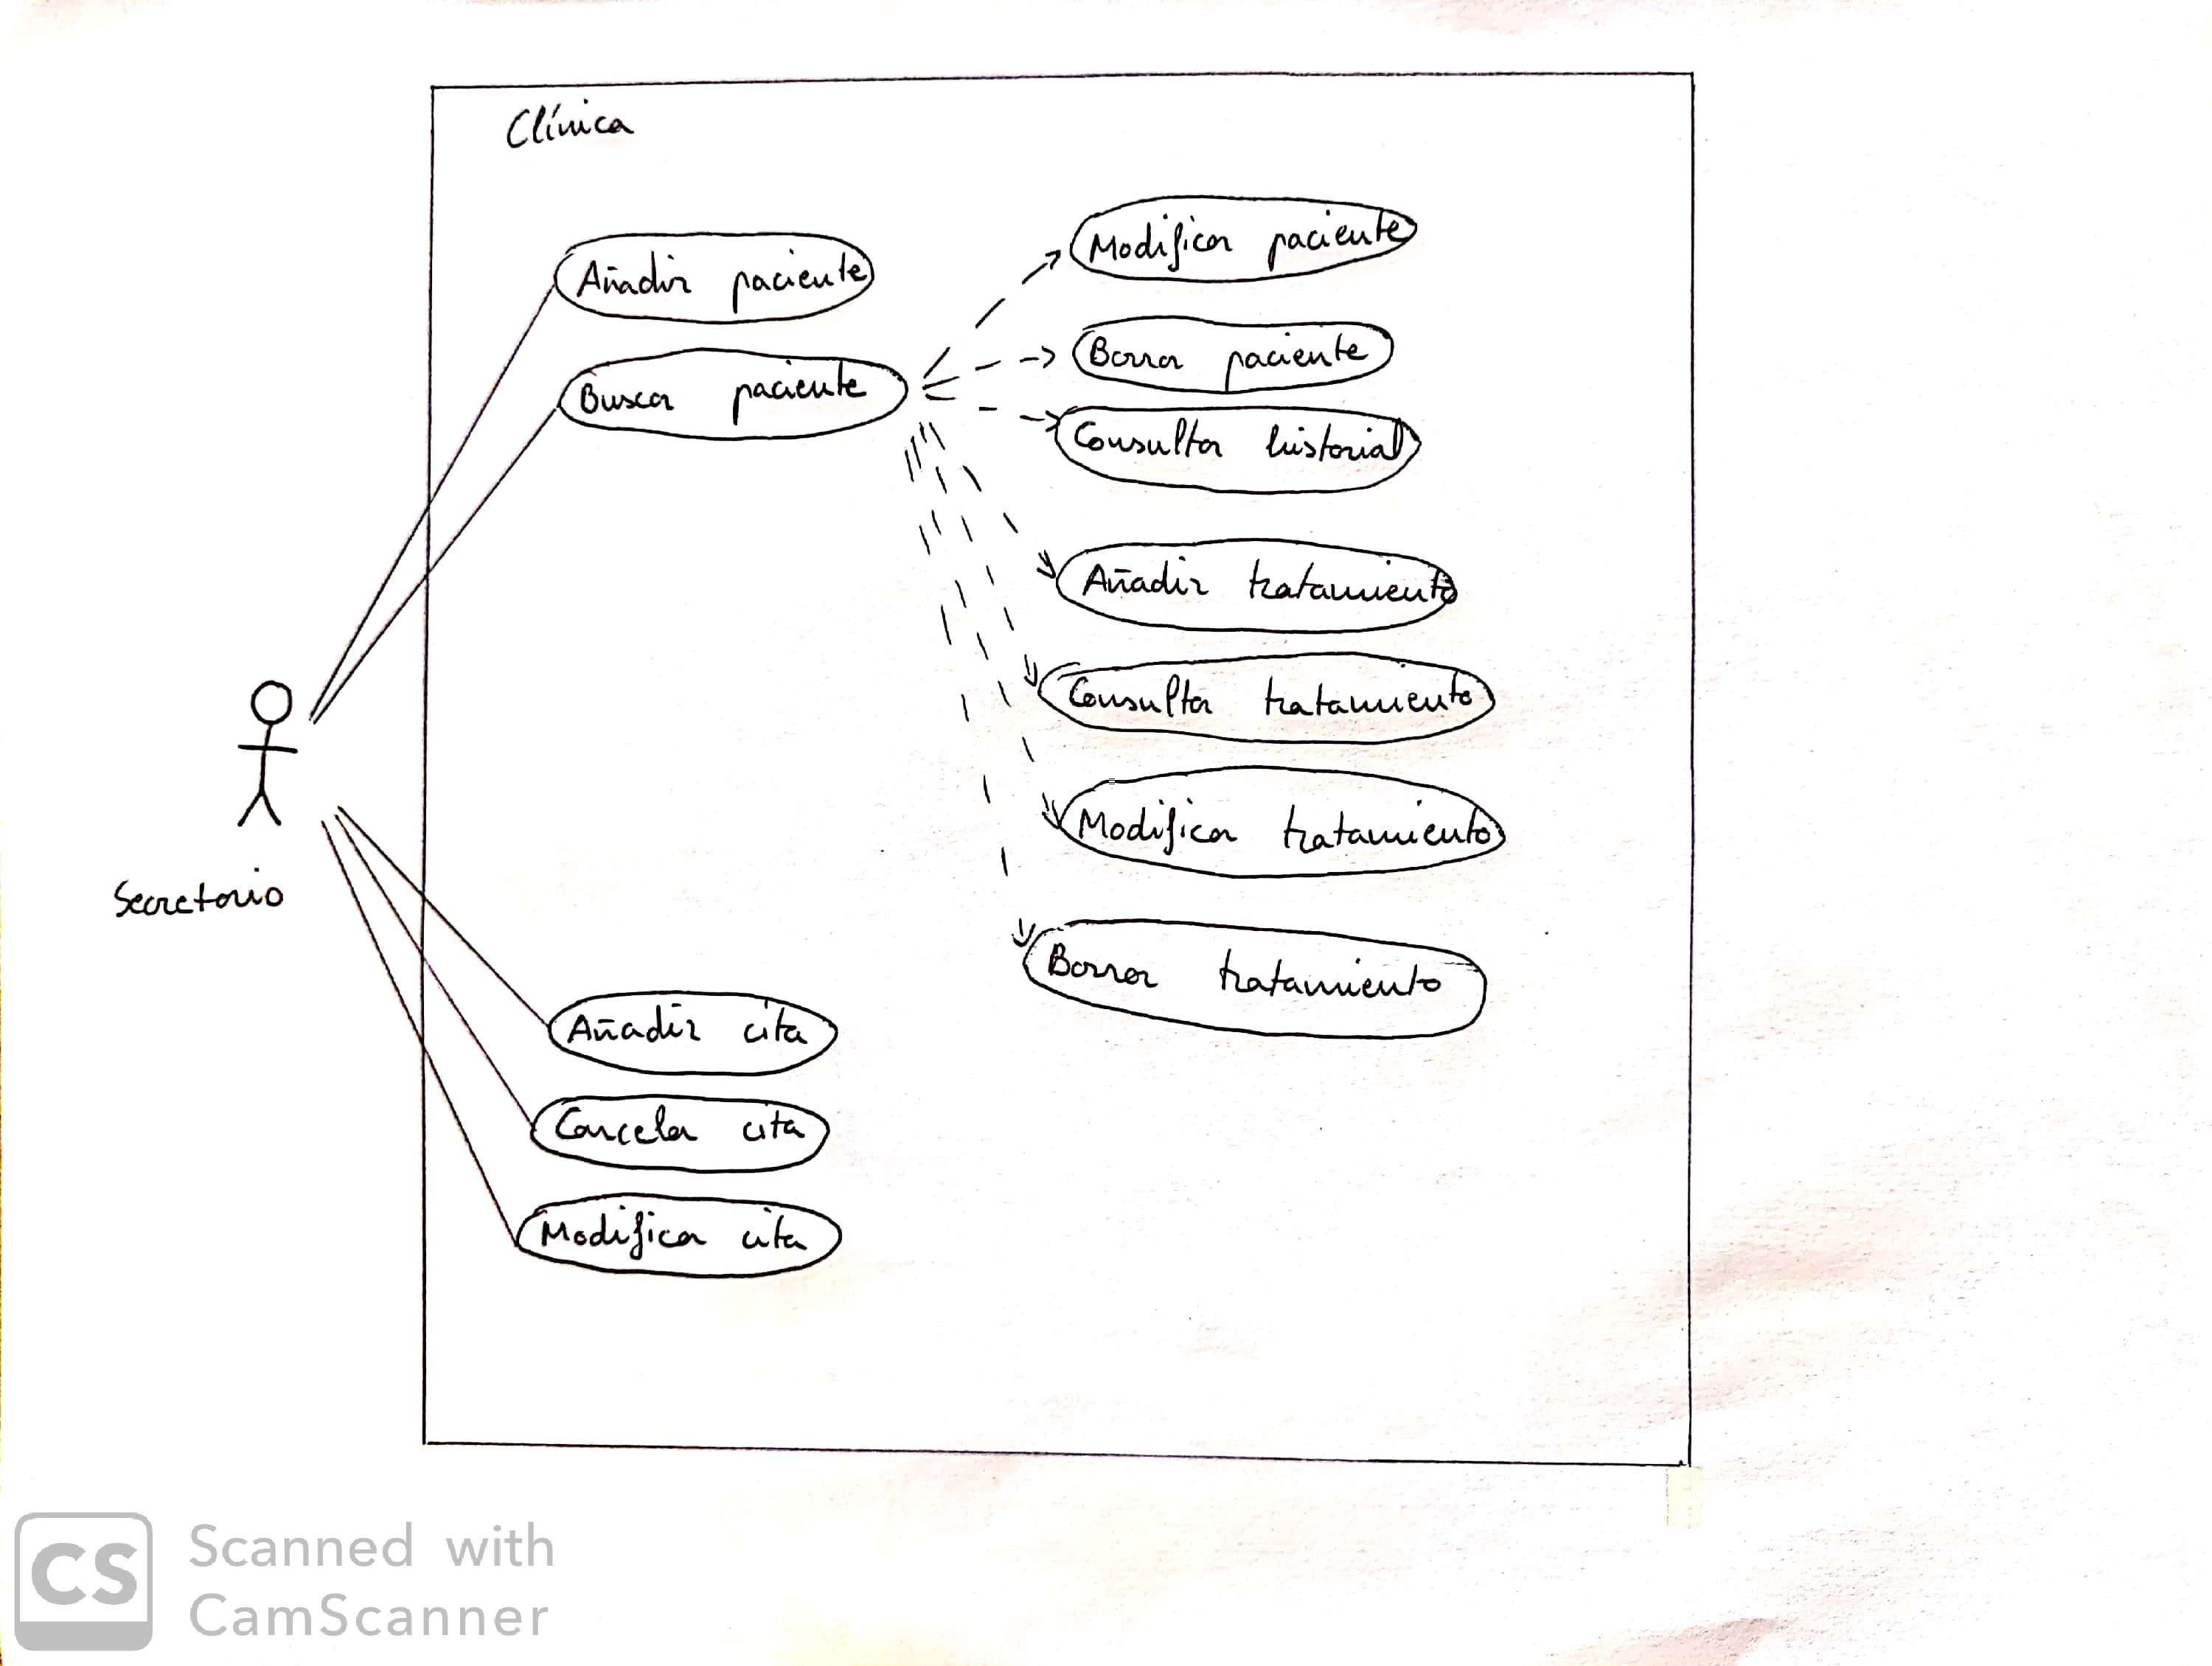 Clínica
Añadir paciente
Buscar paciente
Modificar paciente
Borrar paciente
Consultar historial
Añadir tratamiento
Consultar tratamiento
Modificar tratamiento
Borrar tratamiento
Secretario
Añadir cita
Cancelar cita
Modificar cita
CS
Scanned with
CamScanner